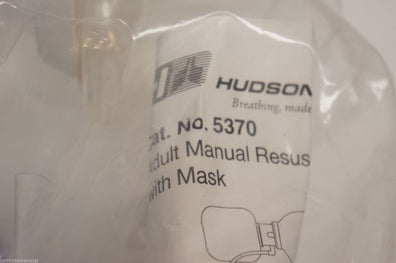 HUDSON
Breathing, made
Cat. No. 5370
Adult Manual Resus
with Mask